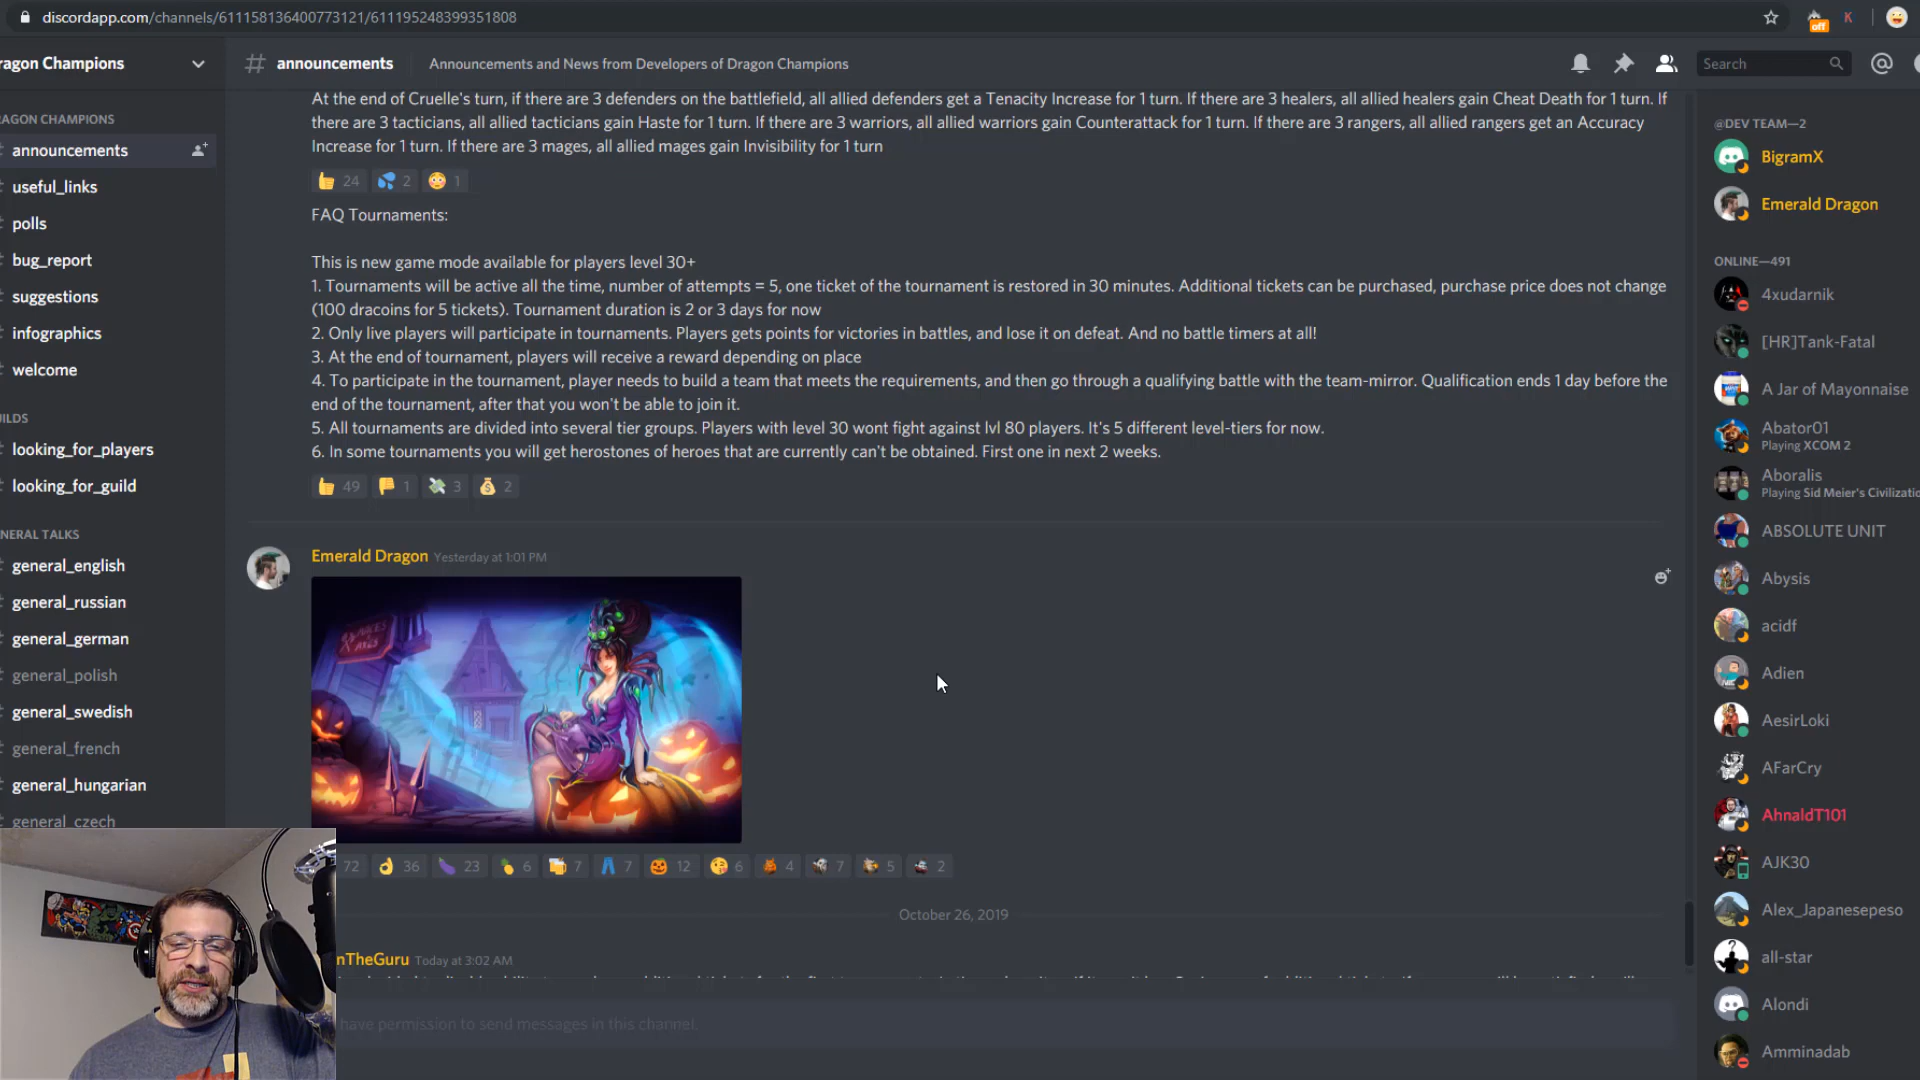 discordapp.com/channels/611158136400773121/611195248399351808
off
K
ragon Champions
announcements
Announcements and News from Developers of Dragon Champions
Search
RAGON CHAMPIONS
announcements
useful_links
polls
bug_report
suggestions
infographics
welcome
UILDS
looking_for_players
looking_for_guild
NERAL TALKS
general_english
general_russian
general_german
general_polish
general_swedish
general_french
general_hungarian
general_czech
At the end of Cruelle's turn, if there are 3 defenders on the battlefield, all allied defenders get a Tenacity Increase for 1 turn. If there are 3 healers, all allied healers gain Cheat Death for 1 turn. If
there are 3 tacticians, all allied tacticians gain Haste for 1 turn. If there are 3 warriors, all allied warriors gain Counterattack for 1 turn. If there are 3 rangers, all allied rangers get an Accuracy
Increase for 1 turn. If there are 3 mages, all allied mages gain Invisibility for 1 turn
24 2 1
FAQ Tournaments:
This is new game mode available for players level 30+
1. Tournaments will be active all the time, number of attempts = 5, one ticket of the tournament is restored in 30 minutes. Additional tickets can be purchased, purchase price does not change
(100 dracoins for 5 tickets). Tournament duration is 2 or 3 days for now
2. Only live players will participate in tournaments. Players gets points for victories in battles, and lose it on defeat. And no battle timers at all!
3. At the end of tournament, players will receive a reward depending on place
4. To participate in the tournament, player needs to build a team that meets the requirements, and then go through a qualifying battle with the team-mirror. Qualification ends 1 day before the
end of the tournament, after that you won't be able to join it.
5. All tournaments are divided into several tier groups. Players with level 30 wont fight against lvl 80 players. It's 5 different level-tiers for now.
6. In some tournaments you will get herostones of heroes that are currently can't be obtained. First one in next 2 weeks.
49 1 3 2
Emerald Dragon Yesterday at 1:01 PM
72 36 23 6 7 7 12 6 4 7 5 2
October 26, 2019
nTheGuru Today at 3:02 AM
have permission to send messages in this channel.
@DEV TEAM—2
BigramX
Emerald Dragon
ONLINE—491
4xudarnik
[HR]Tank-Fatal
A Jar of Mayonnaise
Abator01
Playing XCOM 2
Aboralis
Playing Sid Meier's Civilizatio
ABSOLUTE UNIT
Abysis
acidf
Adien
AesirLoki
AFarCry
AhnaldT101
AJK30
Alex_Japanesepeso
all-star
Alondi
Amminadab